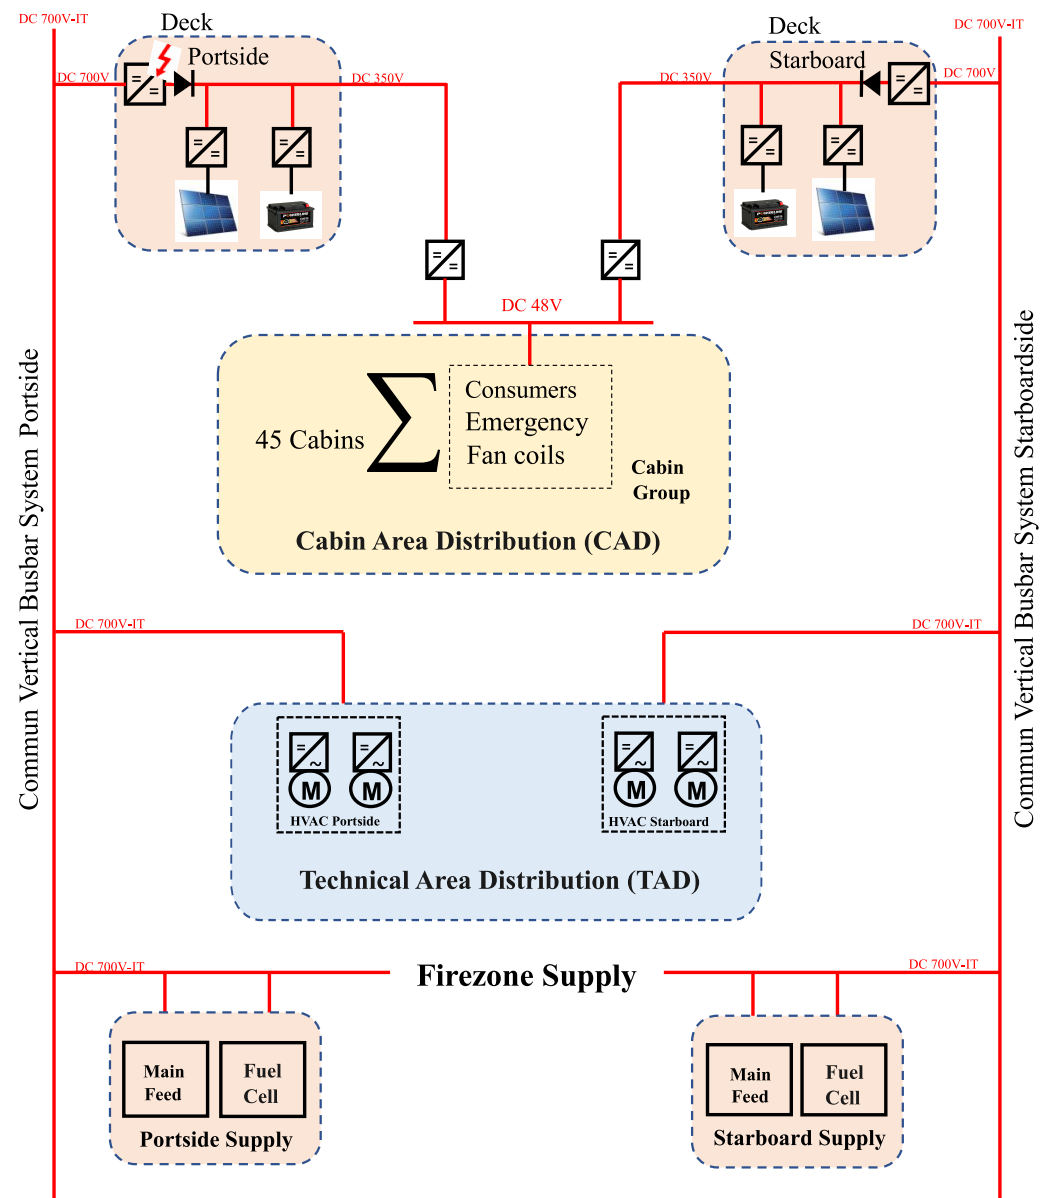 DC 700V-IT
Deck
Portside
DC 700V
DC 350V
Deck
Starboard
DC 350V
DC 700V
DC 700V-IT
DC 48V
45 Cabins
∑
Consumers
Emergency
Fan coils
Cabin
Group
Cabin Area Distribution (CAD)
Commun Vertical Busbar System Portside
Commun Vertical Busbar System Starboardside
DC 700V-IT
DC 700V-IT
M
M
HVAC Portside
M
M
HVAC Starboard
Technical Area Distribution (TAD)
DC 700V-IT
Firezone Supply
DC 700V-IT
Main
Feed
Fuel
Cell
Portside Supply
Main
Feed
Fuel
Cell
Starboard Supply